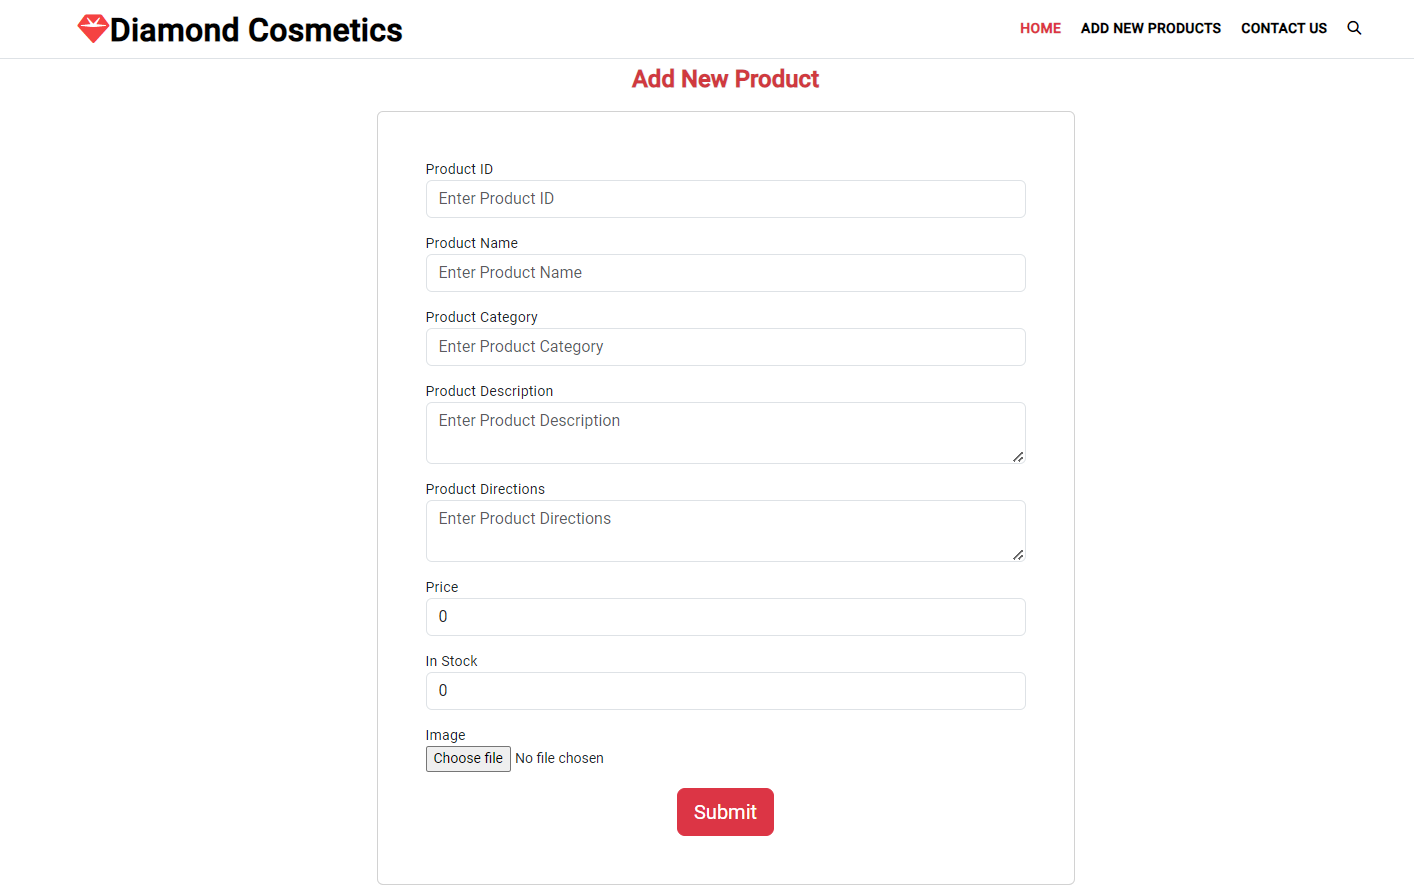 Diamond Cosmetics
HOME ADD NEW PRODUCTS CONTACT US
Add New Product
Product ID
Enter Product ID
Product Name
Enter Product Name
Product Category
Enter Product Category
Product Description
Enter Product Description
Product Directions
Enter Product Directions
Price
0
In Stock
0
Image
Choose file No file chosen
Submit